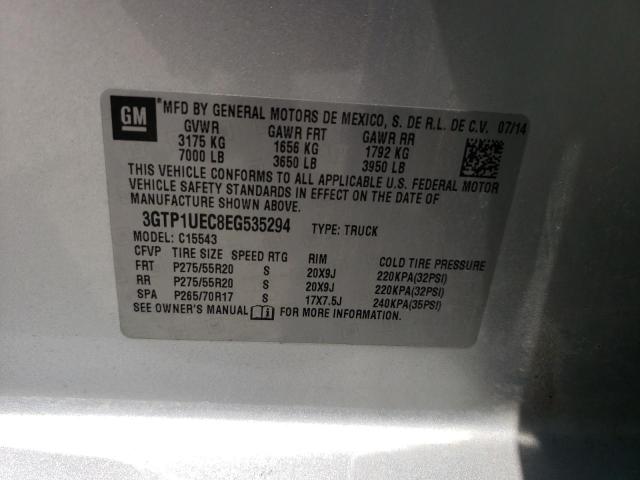 GM
®MFD BY GENERAL MOTORS DE MEXICO, S. DE R.L. DE C.V. 07/14
GVWR GAWR FRT GAWR RR
3175 KG 1656 KG 1792 KG
7000 LB 3650 LB 3950 LB
THIS VEHICLE CONFORMS TO ALL APPLICABLE U.S. FEDERAL MOTOR
VEHICLE SAFETY STANDARDS IN EFFECT ON THE DATE OF
MANUFACTURE SHOWN ABOVE.
3GTP1UEC8EG535294 TYPE: TRUCK
MODEL: C15543
CFVP TIRE SIZE SPEED RTG RIM COLD TIRE PRESSURE
FRT P275/55R20 S 20X9J 220KPA(32PSI)
RR P275/55R20 S 20X9J 220KPA(32PSI)
SPA P265/70R17 S 17X7.5J 240KPA(35PSI)
SEE OWNER'S MANUAL FOR MORE INFORMATION.